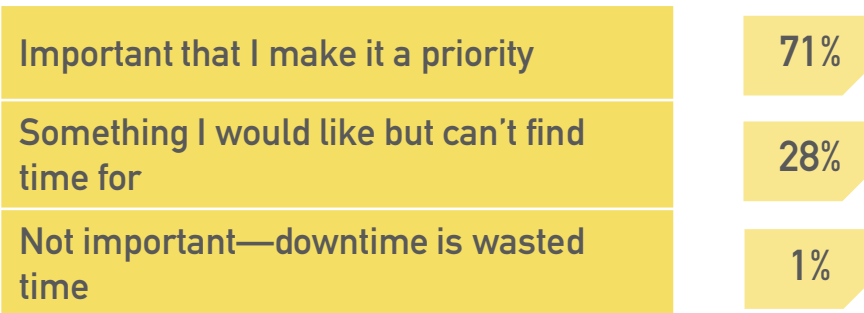 Important that I make it a priority
71%
Something I would like but can’t find
time for
28%
Not important—downtime is wasted
time
1%